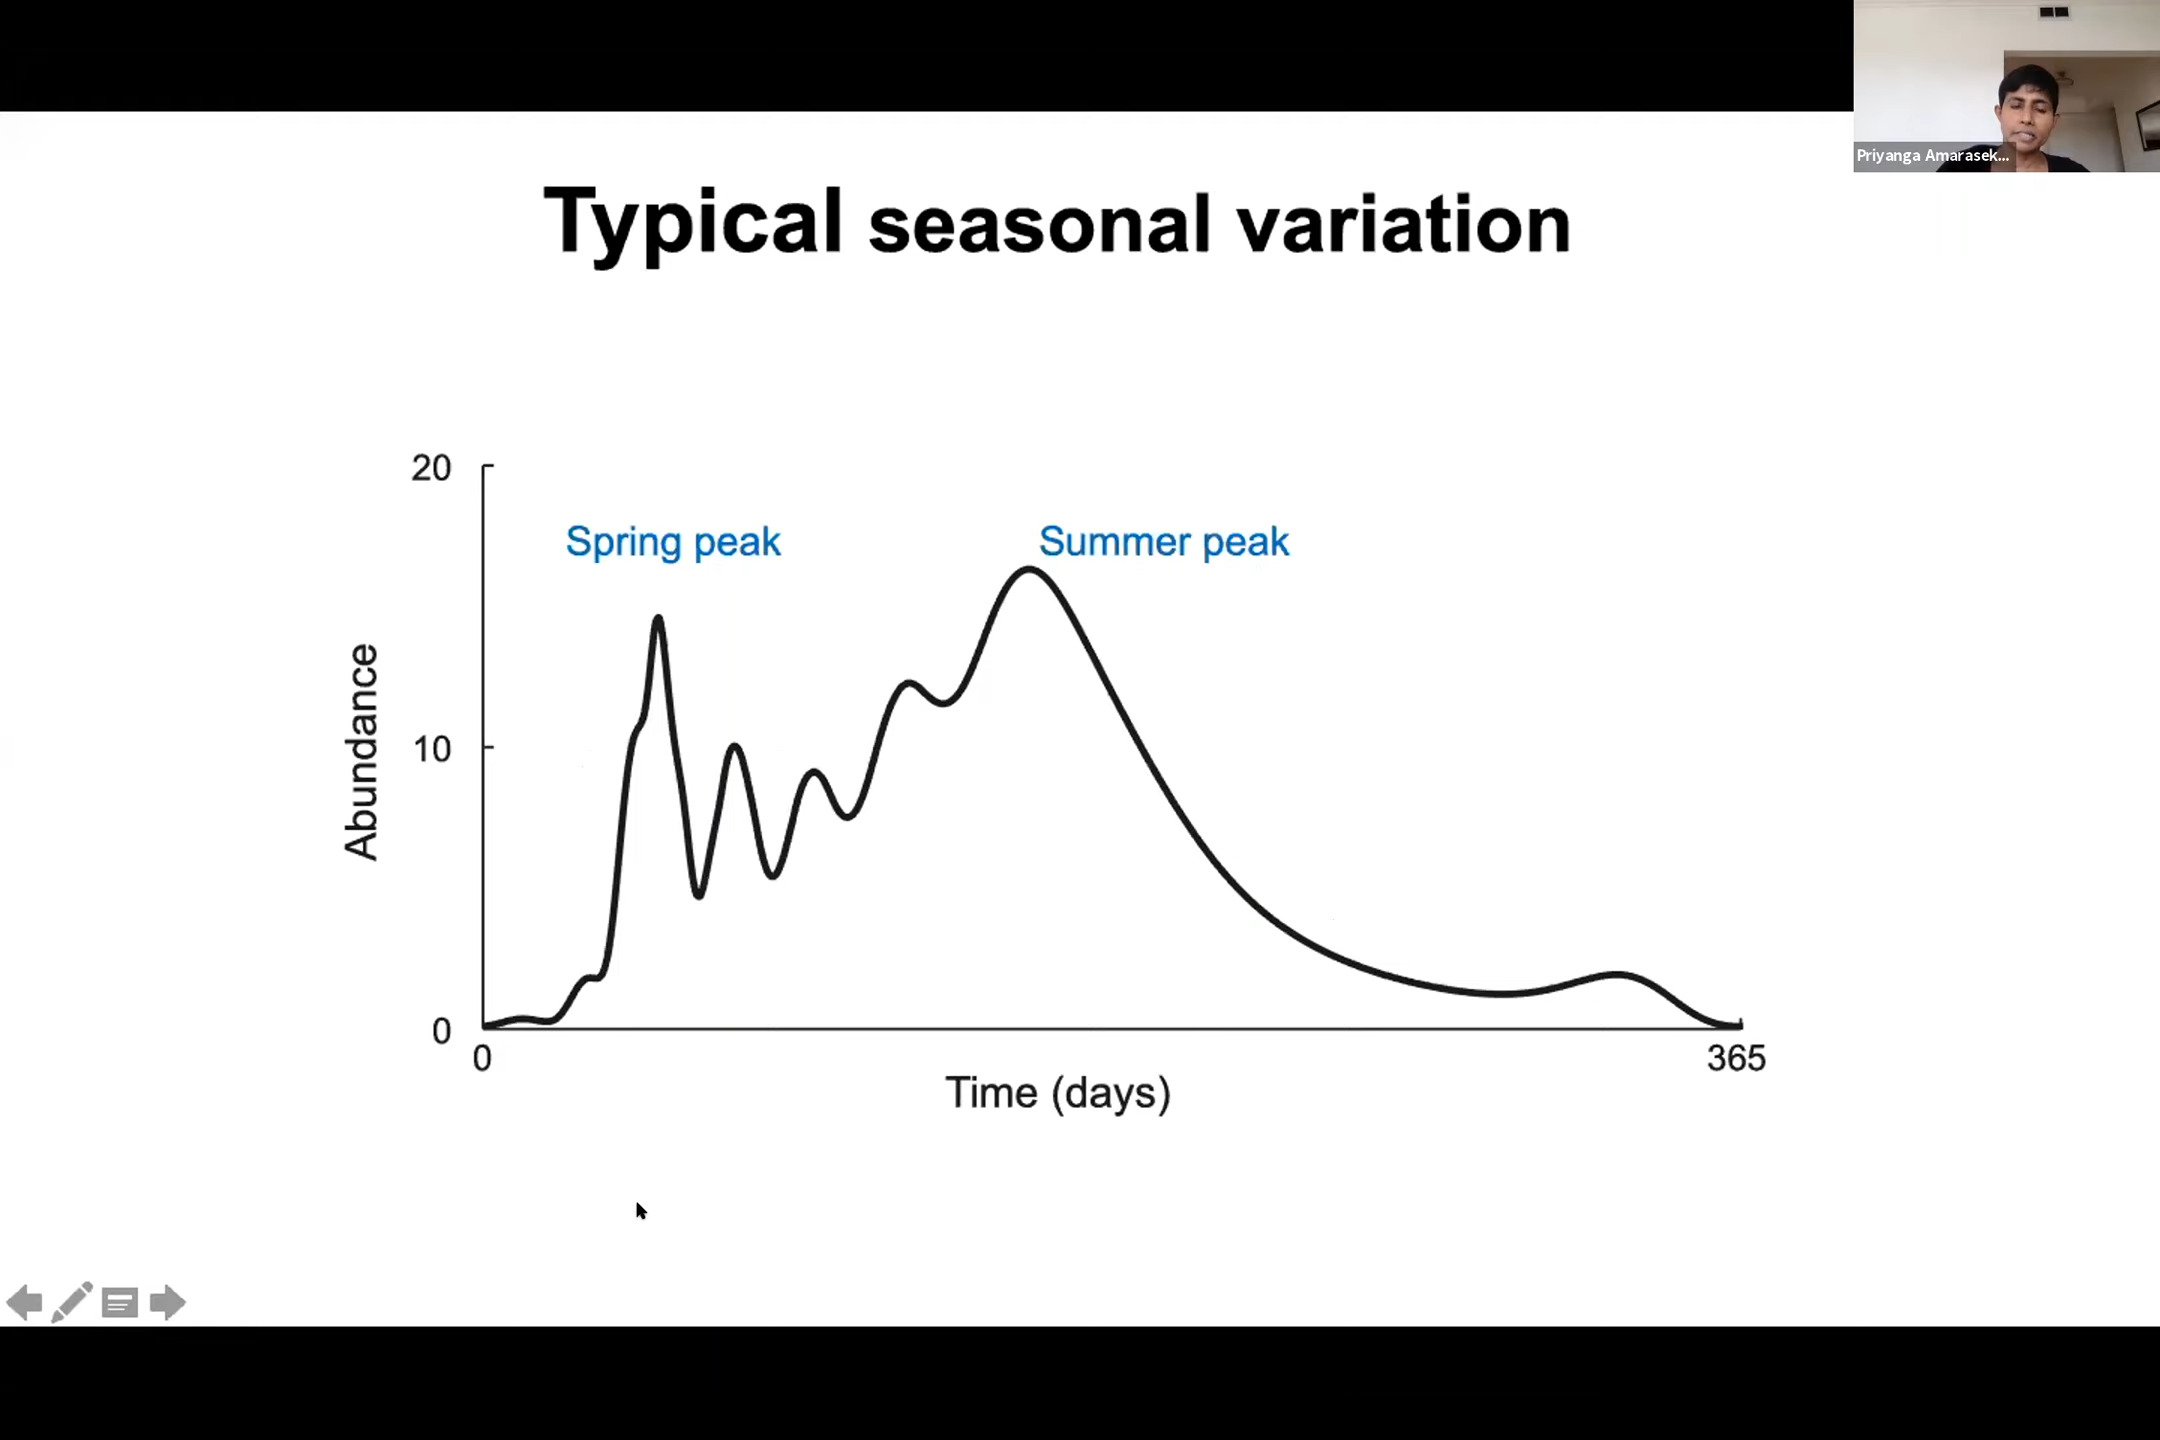 Priyanga Amarasek...
Typical seasonal variation
20
Spring peak
Summer peak
Abundance
10
0
0
365
Time (days)